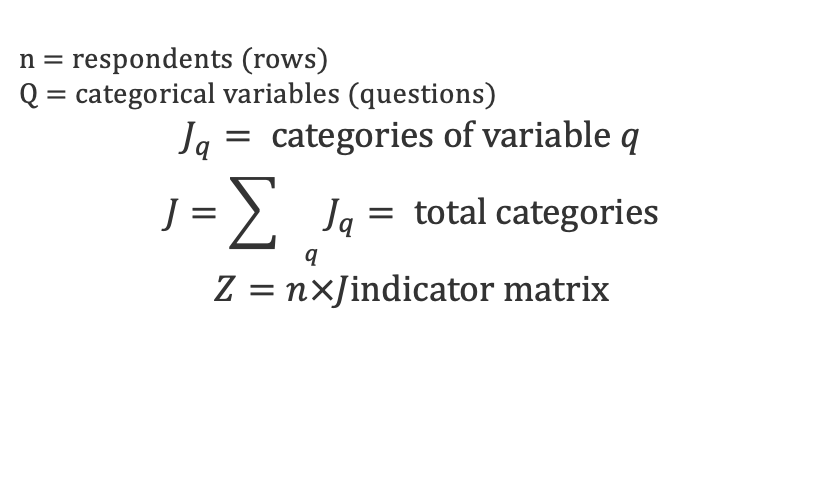 n = respondents (rows)
Q = categorical variables (questions)
J_q = categories of variable q
J = ∑_q J_q = total categories
Z = n×J indicator matrix